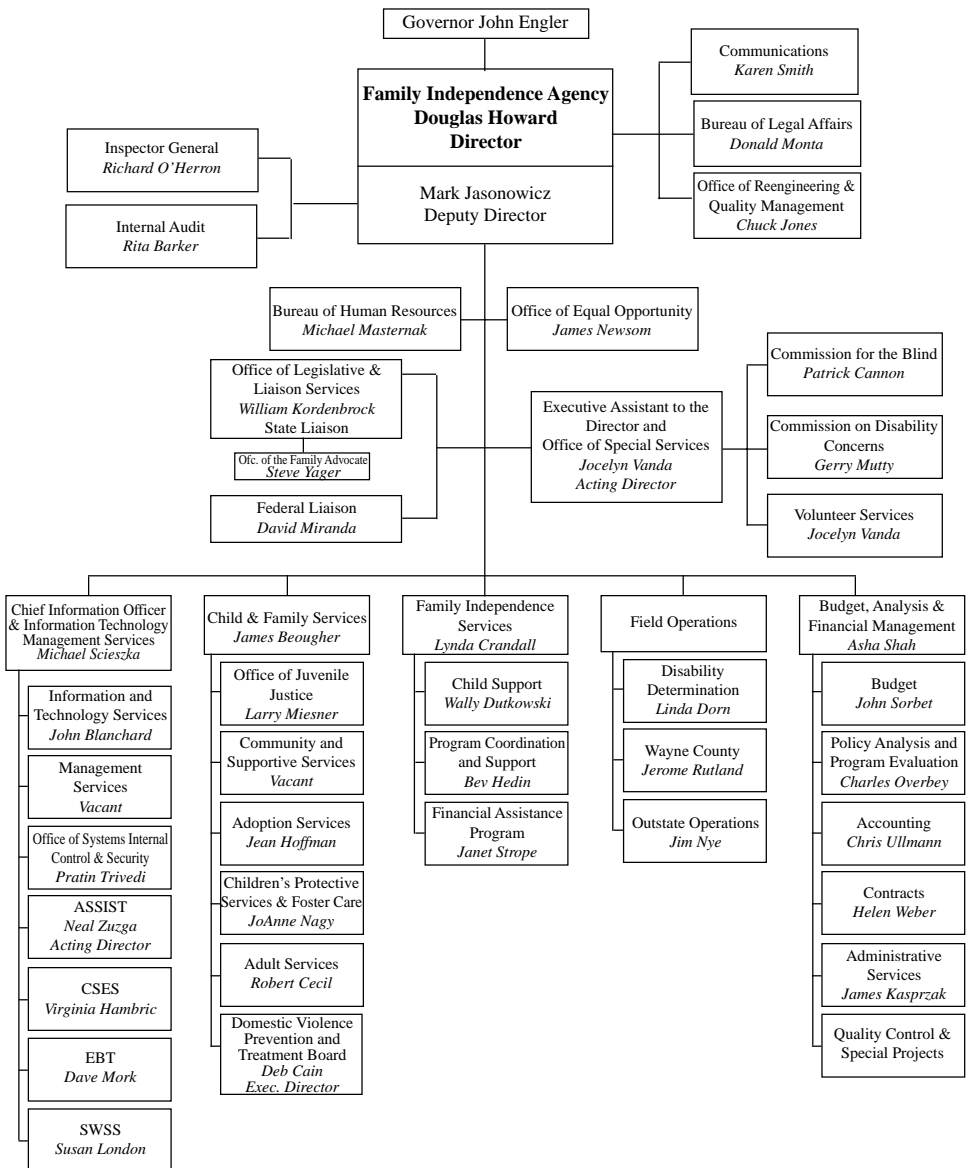 Governor John Engler
Family Independence Agency
Douglas Howard
Director
Mark Jasonowicz
Deputy Director
Communications
Karen Smith
Bureau of Legal Affairs
Donald Monta
Office of Reengineering &
Quality Management
Chuck Jones
Inspector General
Richard O'Herron
Internal Audit
Rita Barker
Bureau of Human Resources
Michael Masternak
Office of Equal Opportunity
James Newsom
Office of Legislative &
Liaison Services
William Kordenbrock
State Liaison
Ofc. of the Family Advocate
Steve Yager
Federal Liaison
David Miranda
Executive Assistant to the
Director and
Office of Special Services
Jocelyn Vanda
Acting Director
Commission for the Blind
Patrick Cannon
Commission on Disability
Concerns
Gerry Mutty
Volunteer Services
Jocelyn Vanda
Chief Information Officer
& Information Technology
Management Services
Michael Scieszka
Information and
Technology Services
John Blanchard
Management
Services
Vacant
Office of Systems Internal
Control & Security
Pratin Trivedi
ASSIST
Neal Zuzga
Acting Director
CSES
Virginia Hambric
EBT
Dave Mork
SWSS
Susan London
Child & Family Services
James Beougher
Office of Juvenile
Justice
Larry Miesner
Community and
Supportive Services
Vacant
Adoption Services
Jean Hoffman
Children's Protective
Services & Foster Care
JoAnne Nagy
Adult Services
Robert Cecil
Domestic Violence
Prevention and
Treatment Board
Deb Cain
Exec. Director
Family Independence
Services
Lynda Crandall
Child Support
Wally Dutkowski
Program Coordination
and Support
Bev Hedin
Financial Assistance
Program
Janet Strope
Field Operations
Disability
Determination
Linda Dorn
Wayne County
Jerome Rutland
Outstate Operations
Jim Nye
Budget, Analysis &
Financial Management
Asha Shah
Budget
John Sorbet
Policy Analysis and
Program Evaluation
Charles Overbey
Accounting
Chris Ullmann
Contracts
Helen Weber
Administrative
Services
James Kasprzak
Quality Control &
Special Projects